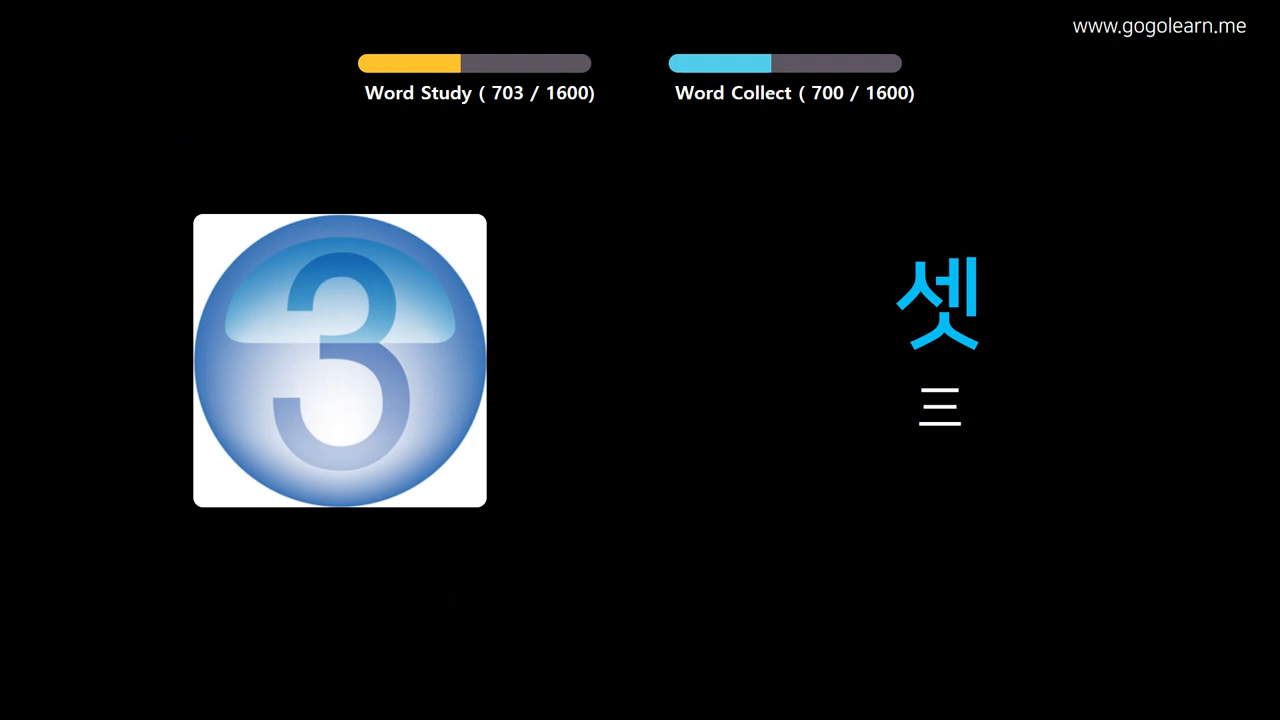 www.gogolearn.me
Word Study ( 703 / 1600)
Word Collect ( 700 / 1600)
3
셋
三